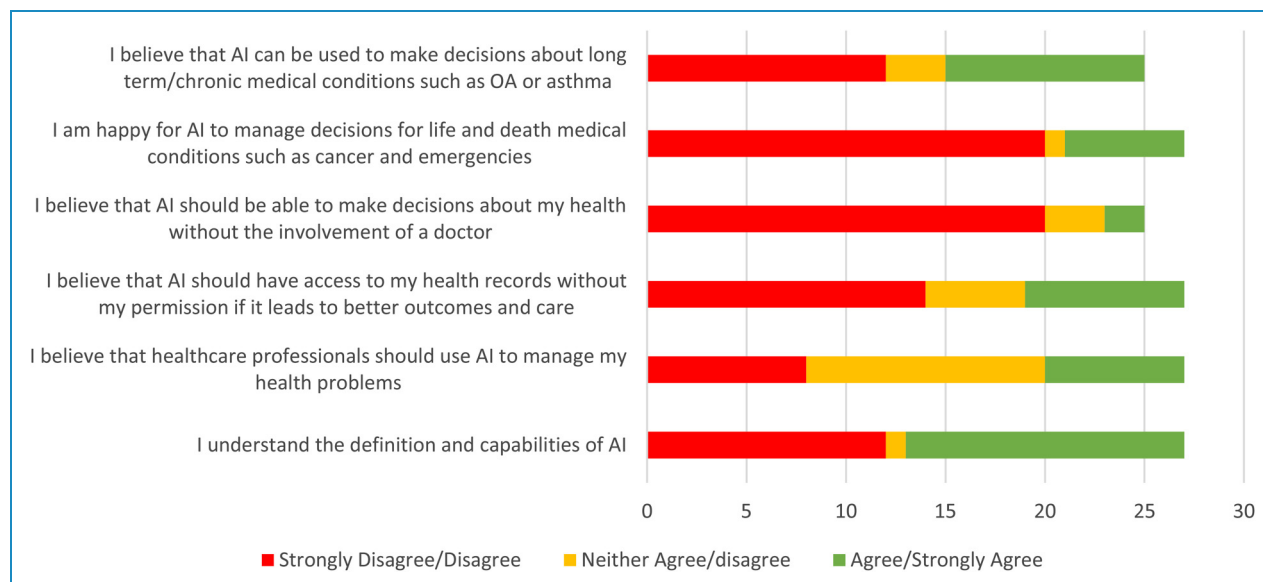 I believe that AI can be used to make decisions about long
term/chronic medical conditions such as OA or asthma
I am happy for AI to manage decisions for life and death medical
conditions such as cancer and emergencies
I believe that AI should be able to make decisions about my health
without the involvement of a doctor
I believe that AI should have access to my health records without
my permission if it leads to better outcomes and care
I believe that healthcare professionals should use AI to manage my
health problems
I understand the definition and capabilities of AI
0 5 10 15 20 25 30
Strongly Disagree/Disagree Neither Agree/disagree Agree/Strongly Agree